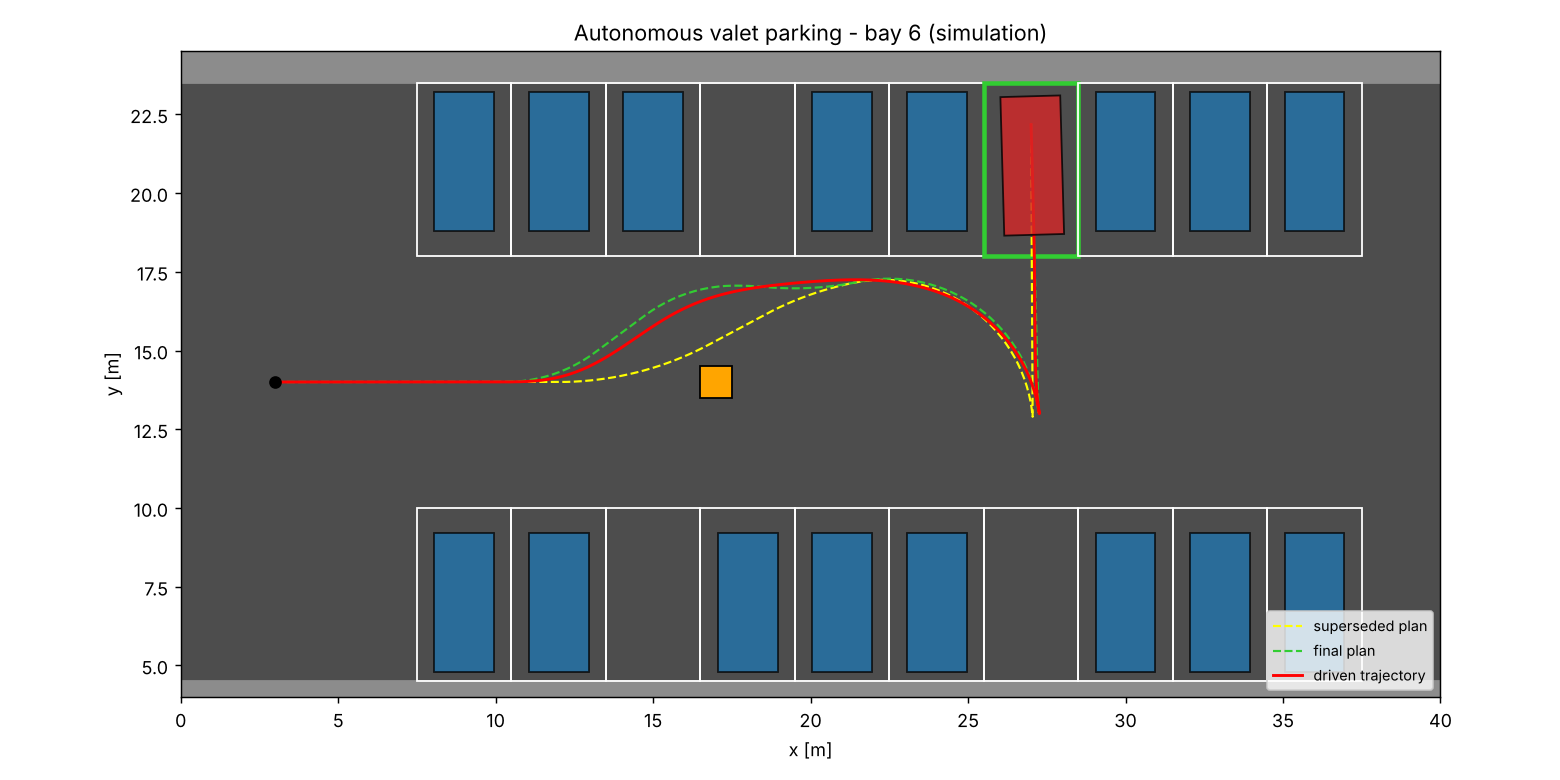 Autonomous valet parking - bay 6 (simulation)
22.5
20.0
17.5
15.0
12.5
10.0
7.5
5.0
y [m]
superseded plan
final plan
driven trajectory
0 5 10 15 20 25 30 35 40
x [m]